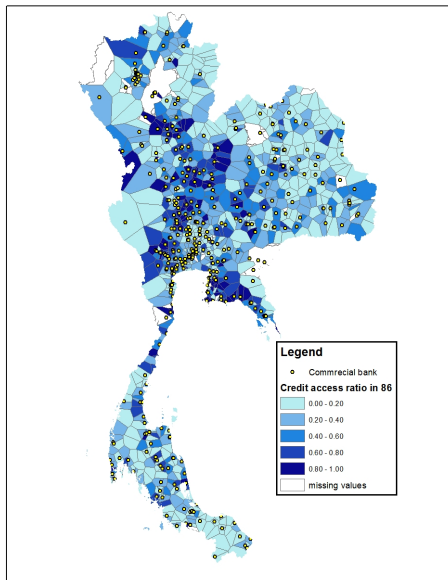 Legend
Commrecial bank
Credit access ratio in 86
0.00 - 0.20
0.20 - 0.40
0.40 - 0.60
0.60 - 0.80
0.80 - 1.00
missing values